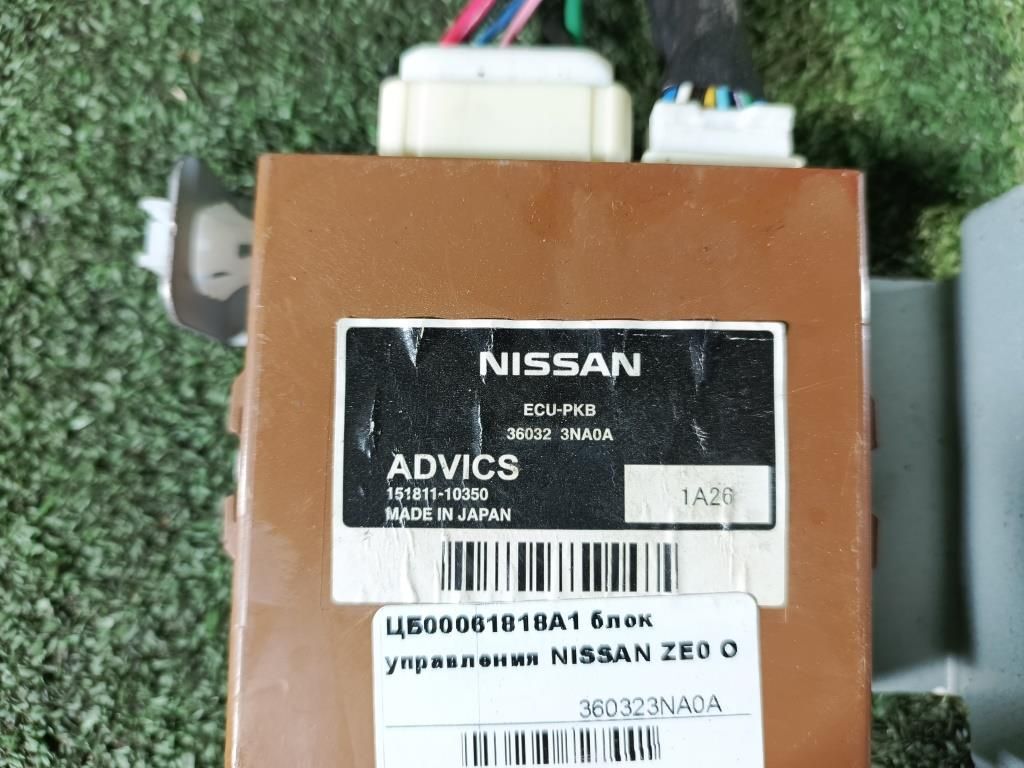 NISSAN
ECU-PKB
36032 3NA0A
ADVICS
151811-10350
MADE IN JAPAN
1A26
ЦБ00061818А1 блок
управления NISSAN ZE0 O
360323NA0A